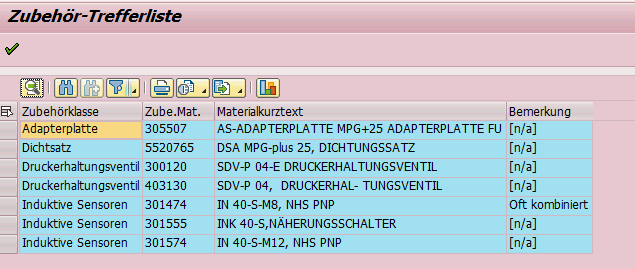 Zubehör-Trefferliste
Zubehörklasse Zube.Mat. Materialkurztext Bemerkung
Adapterplatte 305507 AS-ADAPTERPLATTE MPG+25 ADAPTERPLATTE FU [n/a]
Dichtsatz 5520765 DSA MPG-plus 25, DICHTUNGSSATZ [n/a]
Druckerhaltungsventil 300120 SDV-P 04-E DRUCKERHALTUNGSVENTIL [n/a]
Druckerhaltungsventil 403130 SDV-P 04, DRUCKERHAL- TUNGSVENTIL [n/a]
Induktive Sensoren 301474 IN 40-S-M8, NHS PNP Oft kombiniert
Induktive Sensoren 301555 INK 40-S,NÄHERUNGSSCHALTER [n/a]
Induktive Sensoren 301574 IN 40-S-M12, NHS PNP [n/a]